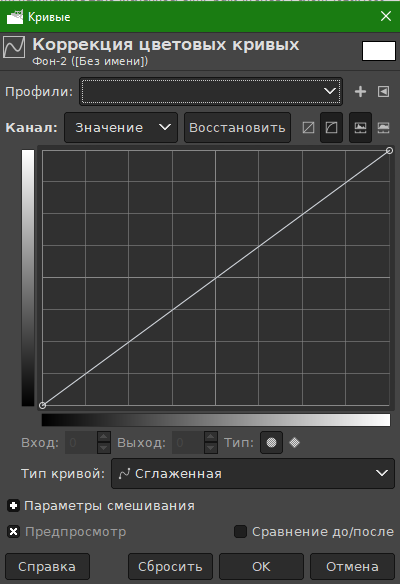 Кривые
Коррекция цветовых кривых
Фон-2 ([Без имени])
Профили:
Канал: Значение Восстановить
Вход: 0 Выход: 0 Тип:
Тип кривой: Сглаженная
Параметры смешивания
Предпросмотр Сравнение до/после
Справка Сбросить OK Отмена